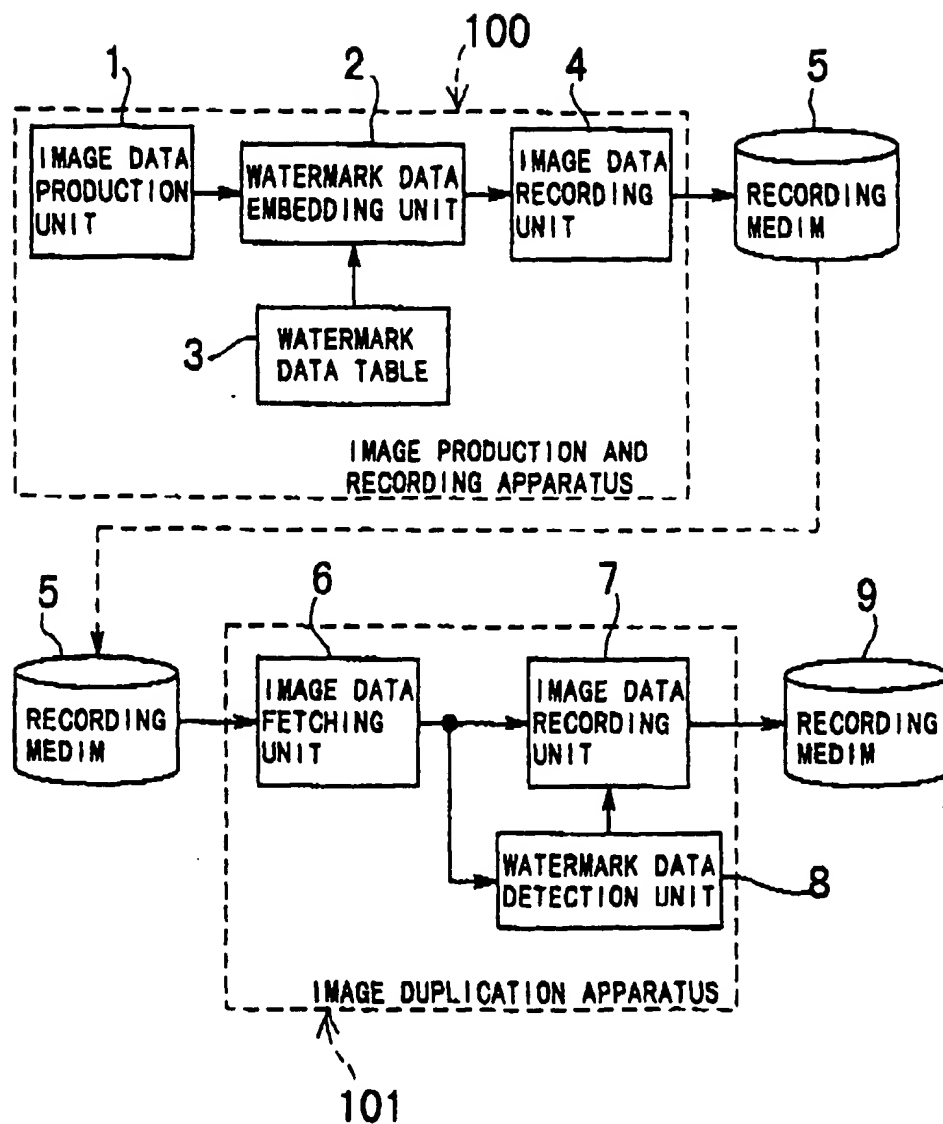 100
1
2
4
5
IMAGE DATA
PRODUCTION
UNIT
WATERMARK DATA
EMBEDDING UNIT
IMAGE DATA
RECORDING
UNIT
RECORDING
MEDIM
3
WATERMARK
DATA TABLE
IMAGE PRODUCTION AND
RECORDING APPARATUS
5
6
7
9
RECORDING
MEDIM
IMAGE DATA
FETCHING
UNIT
IMAGE DATA
RECORDING
UNIT
RECORDING
MEDIM
WATERMARK DATA
DETECTION UNIT
8
IMAGE DUPLICATION APPARATUS
101